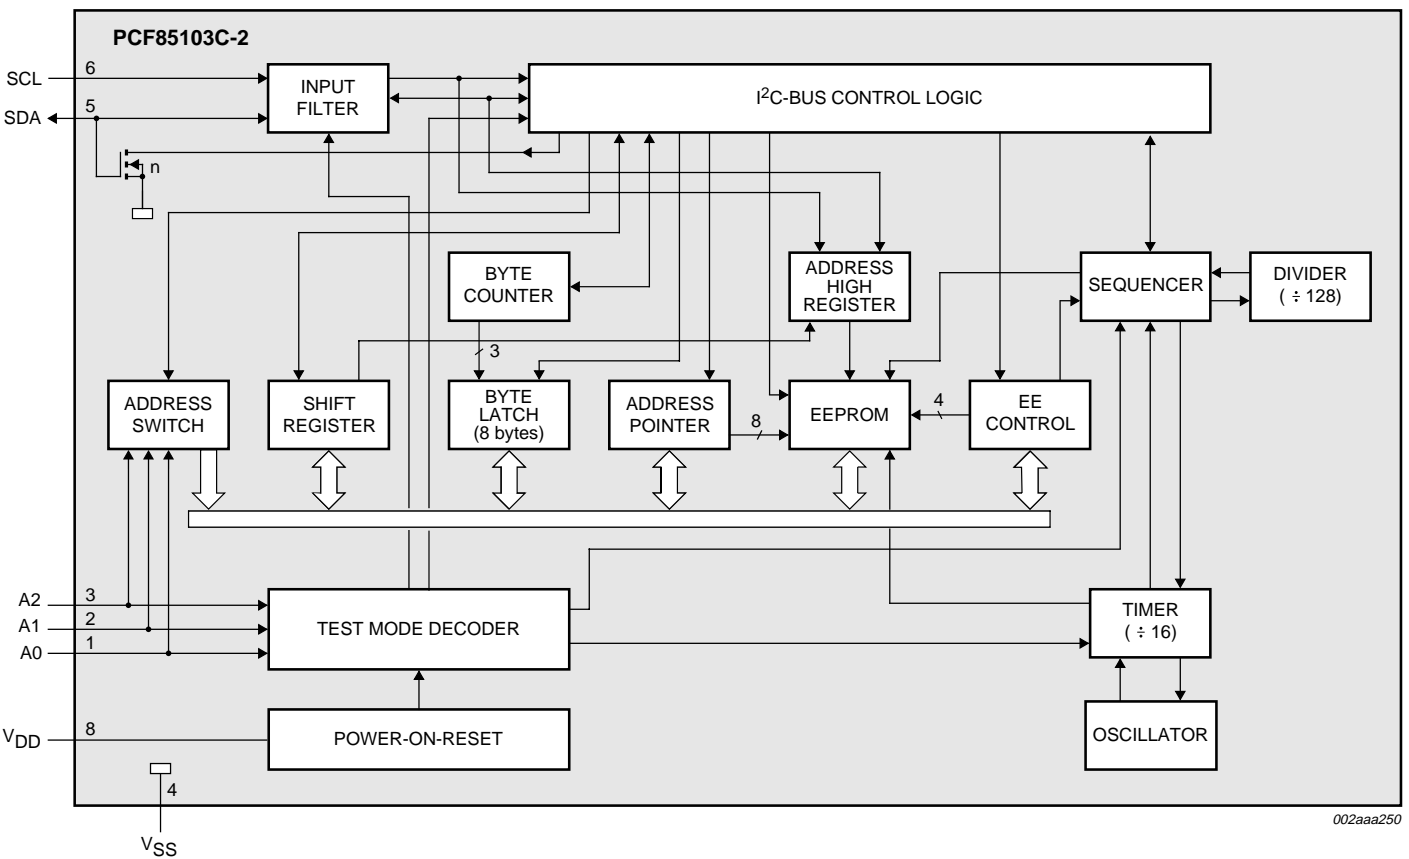 PCF85103C-2
SCL
6
SDA
5
n
INPUT
FILTER
I²C-BUS CONTROL LOGIC
BYTE
COUNTER
3
ADDRESS
HIGH
REGISTER
SEQUENCER
DIVIDER
( ÷ 128)
ADDRESS
SWITCH
SHIFT
REGISTER
BYTE
LATCH
(8 bytes)
ADDRESS
POINTER
8
EEPROM
4
EE
CONTROL
A2
3
A1
2
A0
1
TEST MODE DECODER
TIMER
( ÷ 16)
VDD
8
POWER-ON-RESET
OSCILLATOR
4
VSS
002aaa250